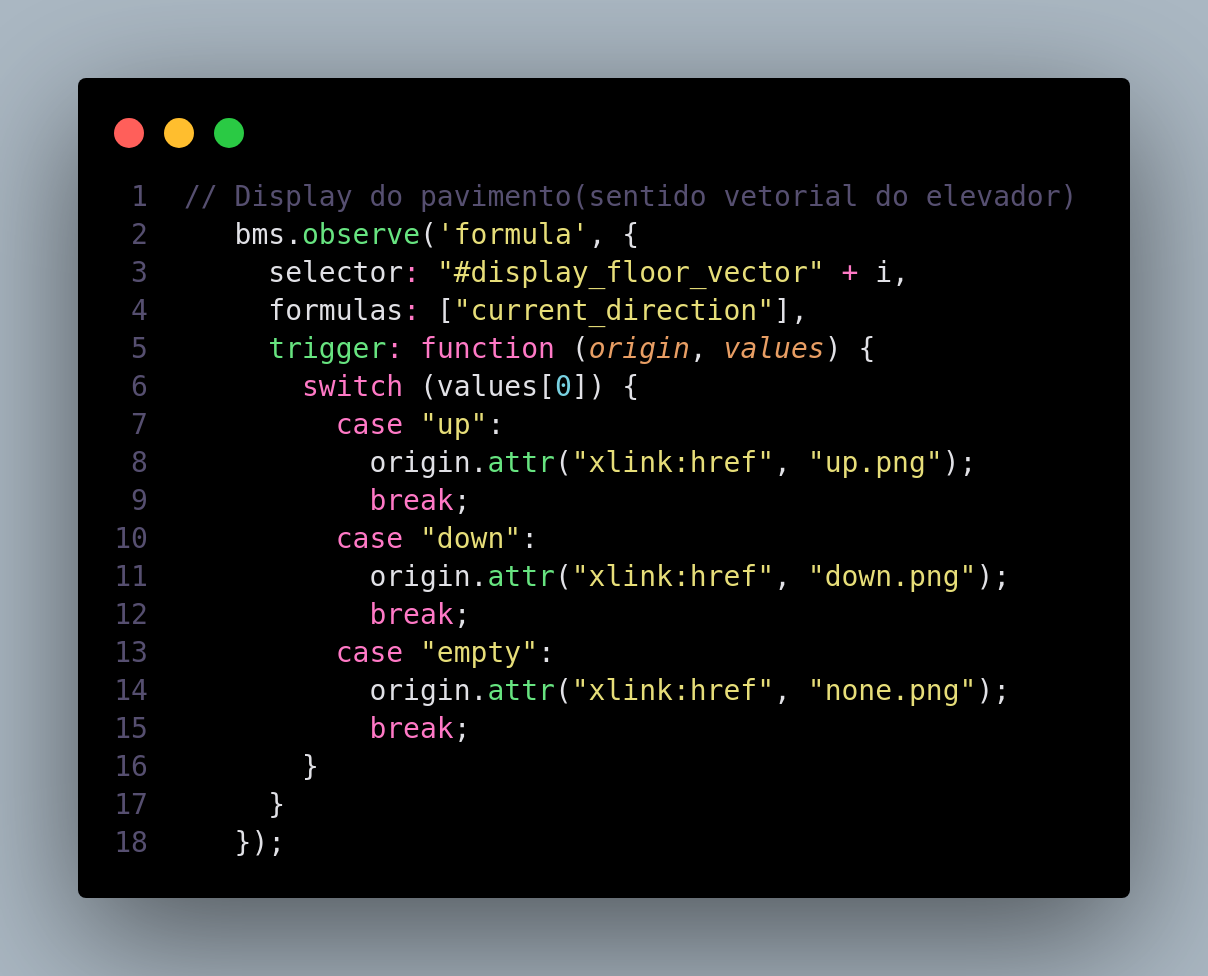 1 // Display do pavimento(sentido vetorial do elevador)
2    bms.observe('formula', {
3      selector: "#display_floor_vector" + i,
4      formulas: ["current_direction"],
5      trigger: function (origin, values) {
6        switch (values[0]) {
7          case "up":
8            origin.attr("xlink:href", "up.png");
9            break;
10          case "down":
11            origin.attr("xlink:href", "down.png");
12            break;
13          case "empty":
14            origin.attr("xlink:href", "none.png");
15            break;
16        }
17      }
18    });